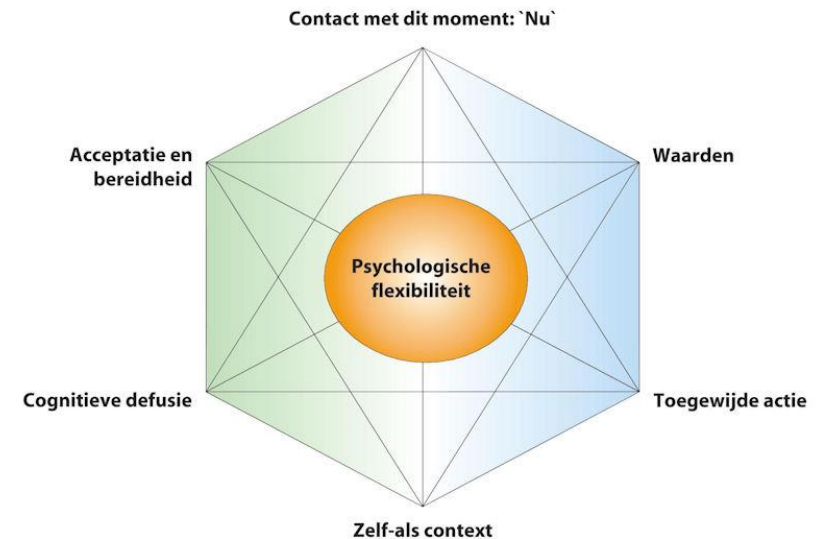 Contact met dit moment: `Nu`
Acceptatie en
bereidheid
Waarden
Psychologische
flexibiliteit
Cognitieve defusie
Toegewijde actie
Zelf-als context